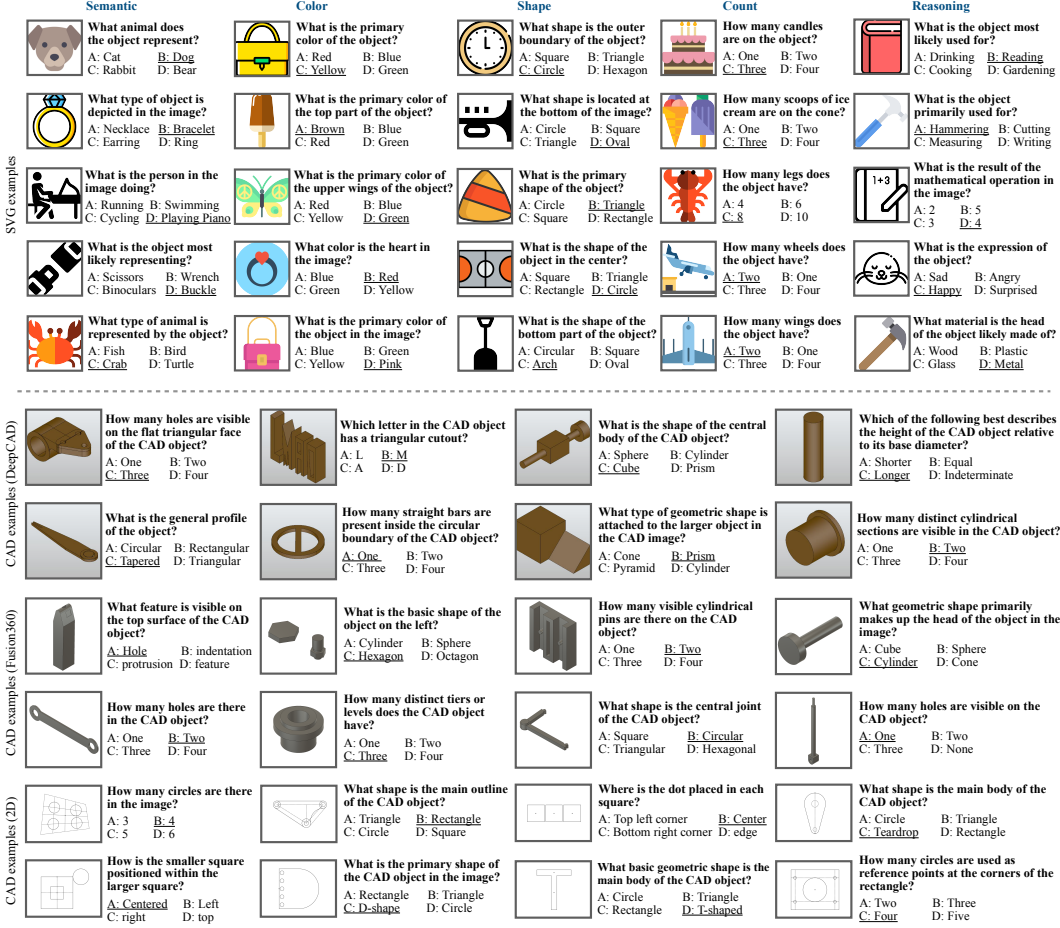 Semantic
Color
Shape
Count
Reasoning
SVG examples
What animal does
the object represent?
A: Cat B: Dog
C: Rabbit D: Bear
What is the primary
color of the object?
A: Red B: Blue
C: Yellow D: Green
What shape is the outer
boundary of the object?
A: Square B: Triangle
C: Circle D: Hexagon
How many candles
are on the object?
A: One B: Two
C: Three D: Four
What is the object most
likely used for?
A: Drinking B: Reading
C: Cooking D: Gardening
What type of object is
depicted in the image?
A: Necklace B: Bracelet
C: Earring D: Ring
What is the primary color of
the top part of the object?
A: Brown B: Blue
C: Red D: Green
What shape is located at
the bottom of the image?
A: Circle B: Square
C: Triangle D: Oval
How many scoops of ice
cream are on the cone?
A: One B: Two
C: Three D: Four
What is the object
primarily used for?
A: Hammering B: Cutting
C: Measuring D: Writing
What is the person in the
image doing?
A: Running B: Swimming
C: Cycling D: Playing Piano
What is the primary color of
the upper wings of the object?
A: Red B: Blue
C: Yellow D: Green
What is the primary
shape of the object?
A: Circle B: Triangle
C: Square D: Rectangle
How many legs does
the object have?
A: 4 B: 6
C: 8 D: 10
1+3
What is the result of the
mathematical operation in
the image?
A: 2 B: 5
C: 3 D: 4
What is the object most
likely representing?
A: Scissors B: Wrench
C: Binoculars D: Buckle
What color is the heart in
the image?
A: Blue B: Red
C: Green D: Yellow
What is the shape of the
object in the center?
A: Square B: Triangle
C: Rectangle D: Circle
How many wheels does
the object have?
A: Two B: One
C: Three D: Four
What is the expression of
the object?
A: Sad B: Angry
C: Happy D: Surprised
What type of animal is
represented by the object?
A: Fish B: Bird
C: Crab D: Turtle
What is the primary color of
the object in the image?
A: Blue B: Green
C: Yellow D: Pink
What is the shape of the
bottom part of the object?
A: Circular B: Square
C: Arch D: Oval
How many wings does
the object have?
A: Two B: One
C: Three D: Four
What material is the head
of the object likely made of?
A: Wood B: Plastic
C: Glass D: Metal
CAD examples (DeepCAD)
How many holes are visible
on the flat triangular face
of the CAD object?
A: One B: Two
C: Three D: Four
Which letter in the CAD object
has a triangular cutout?
A: L B: M
C: A D: D
What is the shape of the central
body of the CAD object?
A: Sphere B: Cylinder
C: Cube D: Prism
Which of the following best describes
the height of the CAD object relative
to its base diameter?
A: Shorter B: Equal
C: Longer D: Indeterminate
What is the general profile
of the object?
A: Circular B: Rectangular
C: Tapered D: Triangular
How many straight bars are
present inside the circular
boundary of the CAD object?
A: One B: Two
C: Three D: Four
What type of geometric shape is
attached to the larger object in
the CAD image?
A: Cone B: Prism
C: Pyramid D: Cylinder
How many distinct cylindrical
sections are visible in the CAD object?
A: One B: Two
C: Three D: Four
CAD examples (Fusion360)
What feature is visible on
the top surface of the CAD
object?
A: Hole B: indentation
C: protrusion D: feature
What is the basic shape of the
object on the left?
A: Cylinder B: Sphere
C: Hexagon D: Octagon
How many visible cylindrical
pins are there on the CAD
object?
A: One B: Two
C: Three D: Four
What geometric shape primarily
makes up the head of the object in the
image?
A: Cube B: Sphere
C: Cylinder D: Cone
How many holes are there
in the CAD object?
A: One B: Two
C: Three D: Four
How many distinct tiers or
levels does the CAD object
have?
A: One B: Two
C: Three D: Four
What shape is the central joint
of the CAD object?
A: Square B: Circular
C: Triangular D: Hexagonal
How many holes are visible on the
CAD object?
A: One B: Two
C: Three D: None
CAD examples (2D)
How many circles are there
in the image?
A: 3 B: 4
C: 5 D: 6
What shape is the main outline
of the CAD object?
A: Triangle B: Rectangle
C: Circle D: Square
Where is the dot placed in each
square?
A: Top left corner B: Center
C: Bottom right corner D: edge
What shape is the main body of the
CAD object?
A: Circle B: Triangle
C: Teardrop D: Rectangle
How is the smaller square
positioned within the
larger square?
A: Centered B: Left
C: right D: top
What is the primary shape of
the CAD object in the image?
A: Rectangle B: Triangle
C: D-shape D: Circle
What basic geometric shape is the
main body of the CAD object?
A: Circle B: Triangle
C: Rectangle D: T-shaped
How many circles are used as
reference points at the corners of the
rectangle?
A: Two B: Three
C: Four D: Five